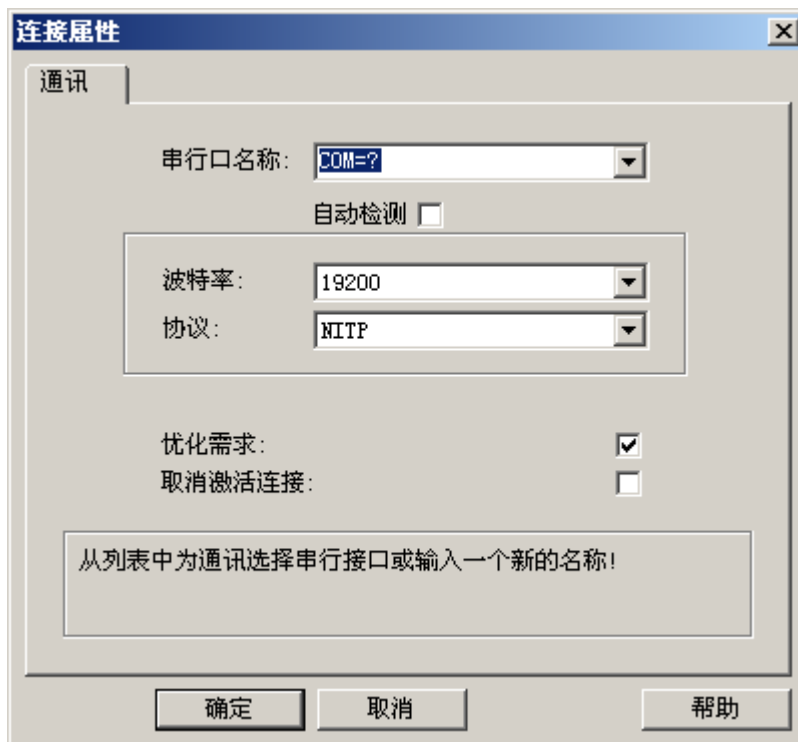 连接属性
通讯
串行口名称: COM=?
自动检测
波特率: 19200
协议: NITP
优化需求:
取消激活连接:
从列表中为通讯选择串行接口或输入一个新的名称!
确定 取消 帮助